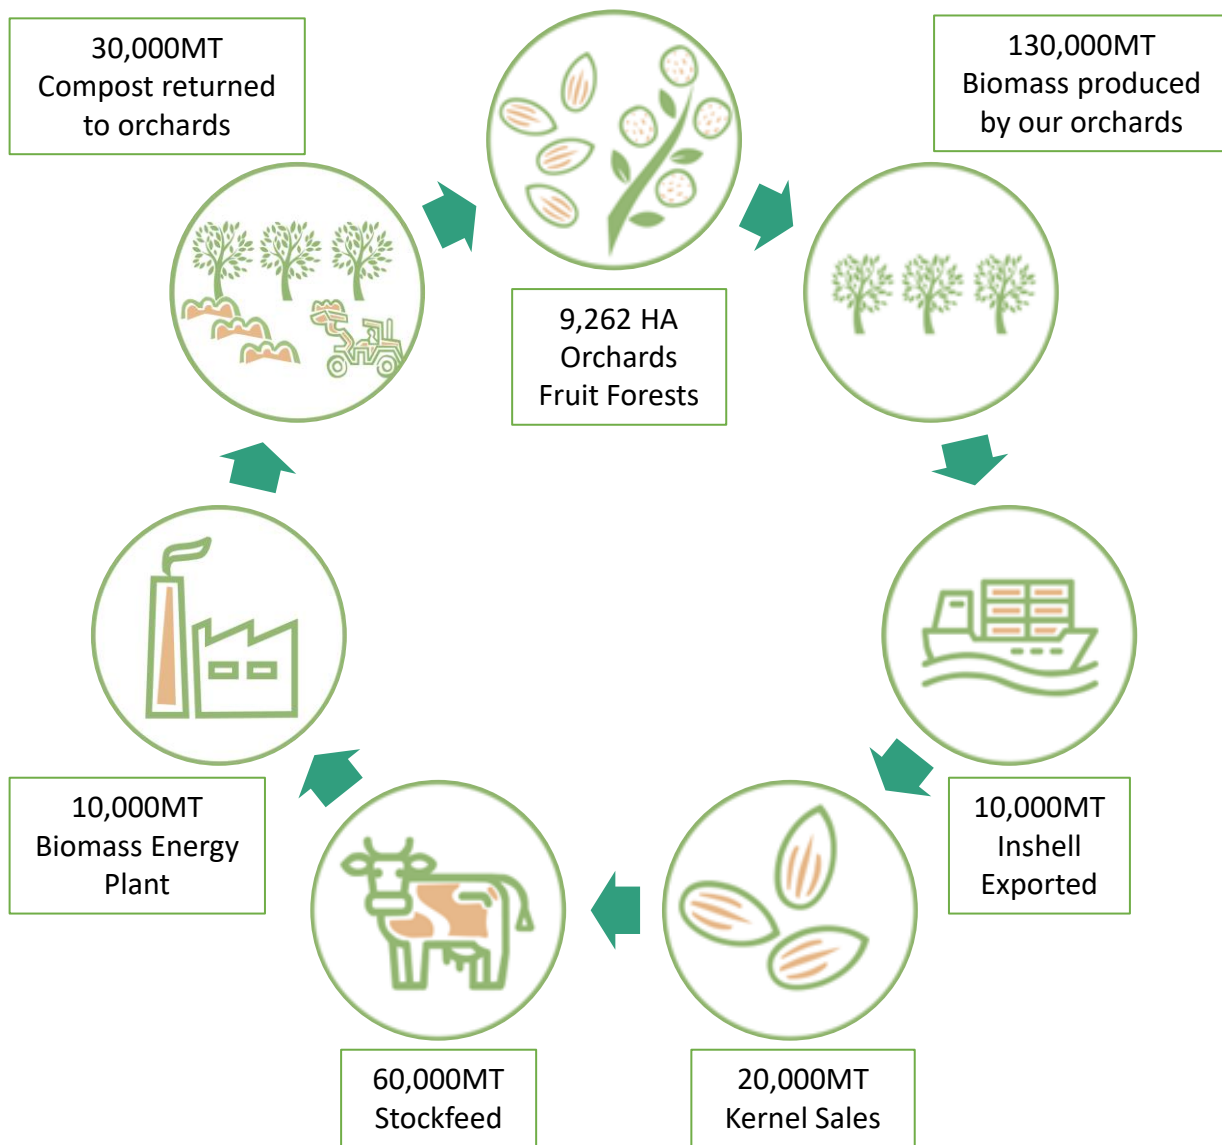 30,000MT
Compost returned
to orchards
130,000MT
Biomass produced
by our orchards
9,262 HA
Orchards
Fruit Forests
10,000MT
Biomass Energy
Plant
10,000MT
Inshell
Exported
60,000MT
Stockfeed
20,000MT
Kernel Sales